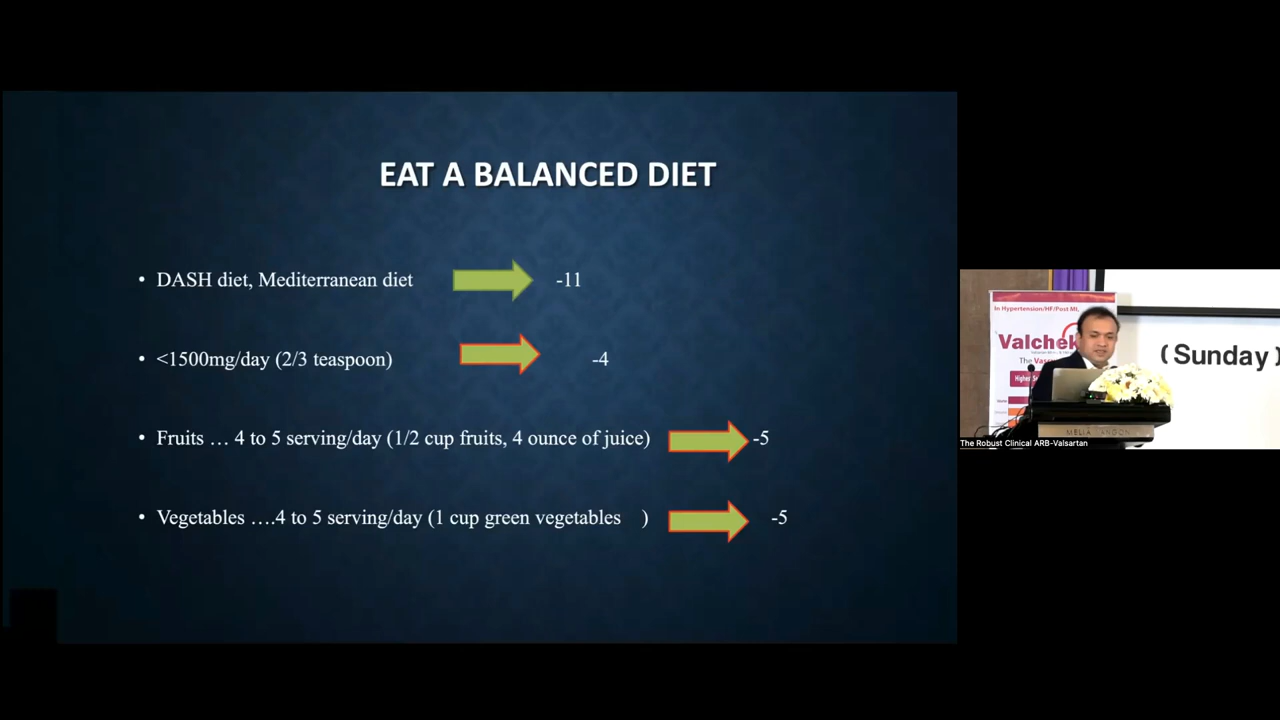 EAT A BALANCED DIET
• DASH diet, Mediterranean diet -11
• <1500mg/day (2/3 teaspoon) -4
• Fruits … 4 to 5 serving/day (1/2 cup fruits, 4 ounce of juice) -5
• Vegetables ….4 to 5 serving/day (1 cup green vegetables ) -5
In Hypertension/HF/Post MI,
Valchek
The
(Sunday)
The Robust Clinical ARB-Valsartan